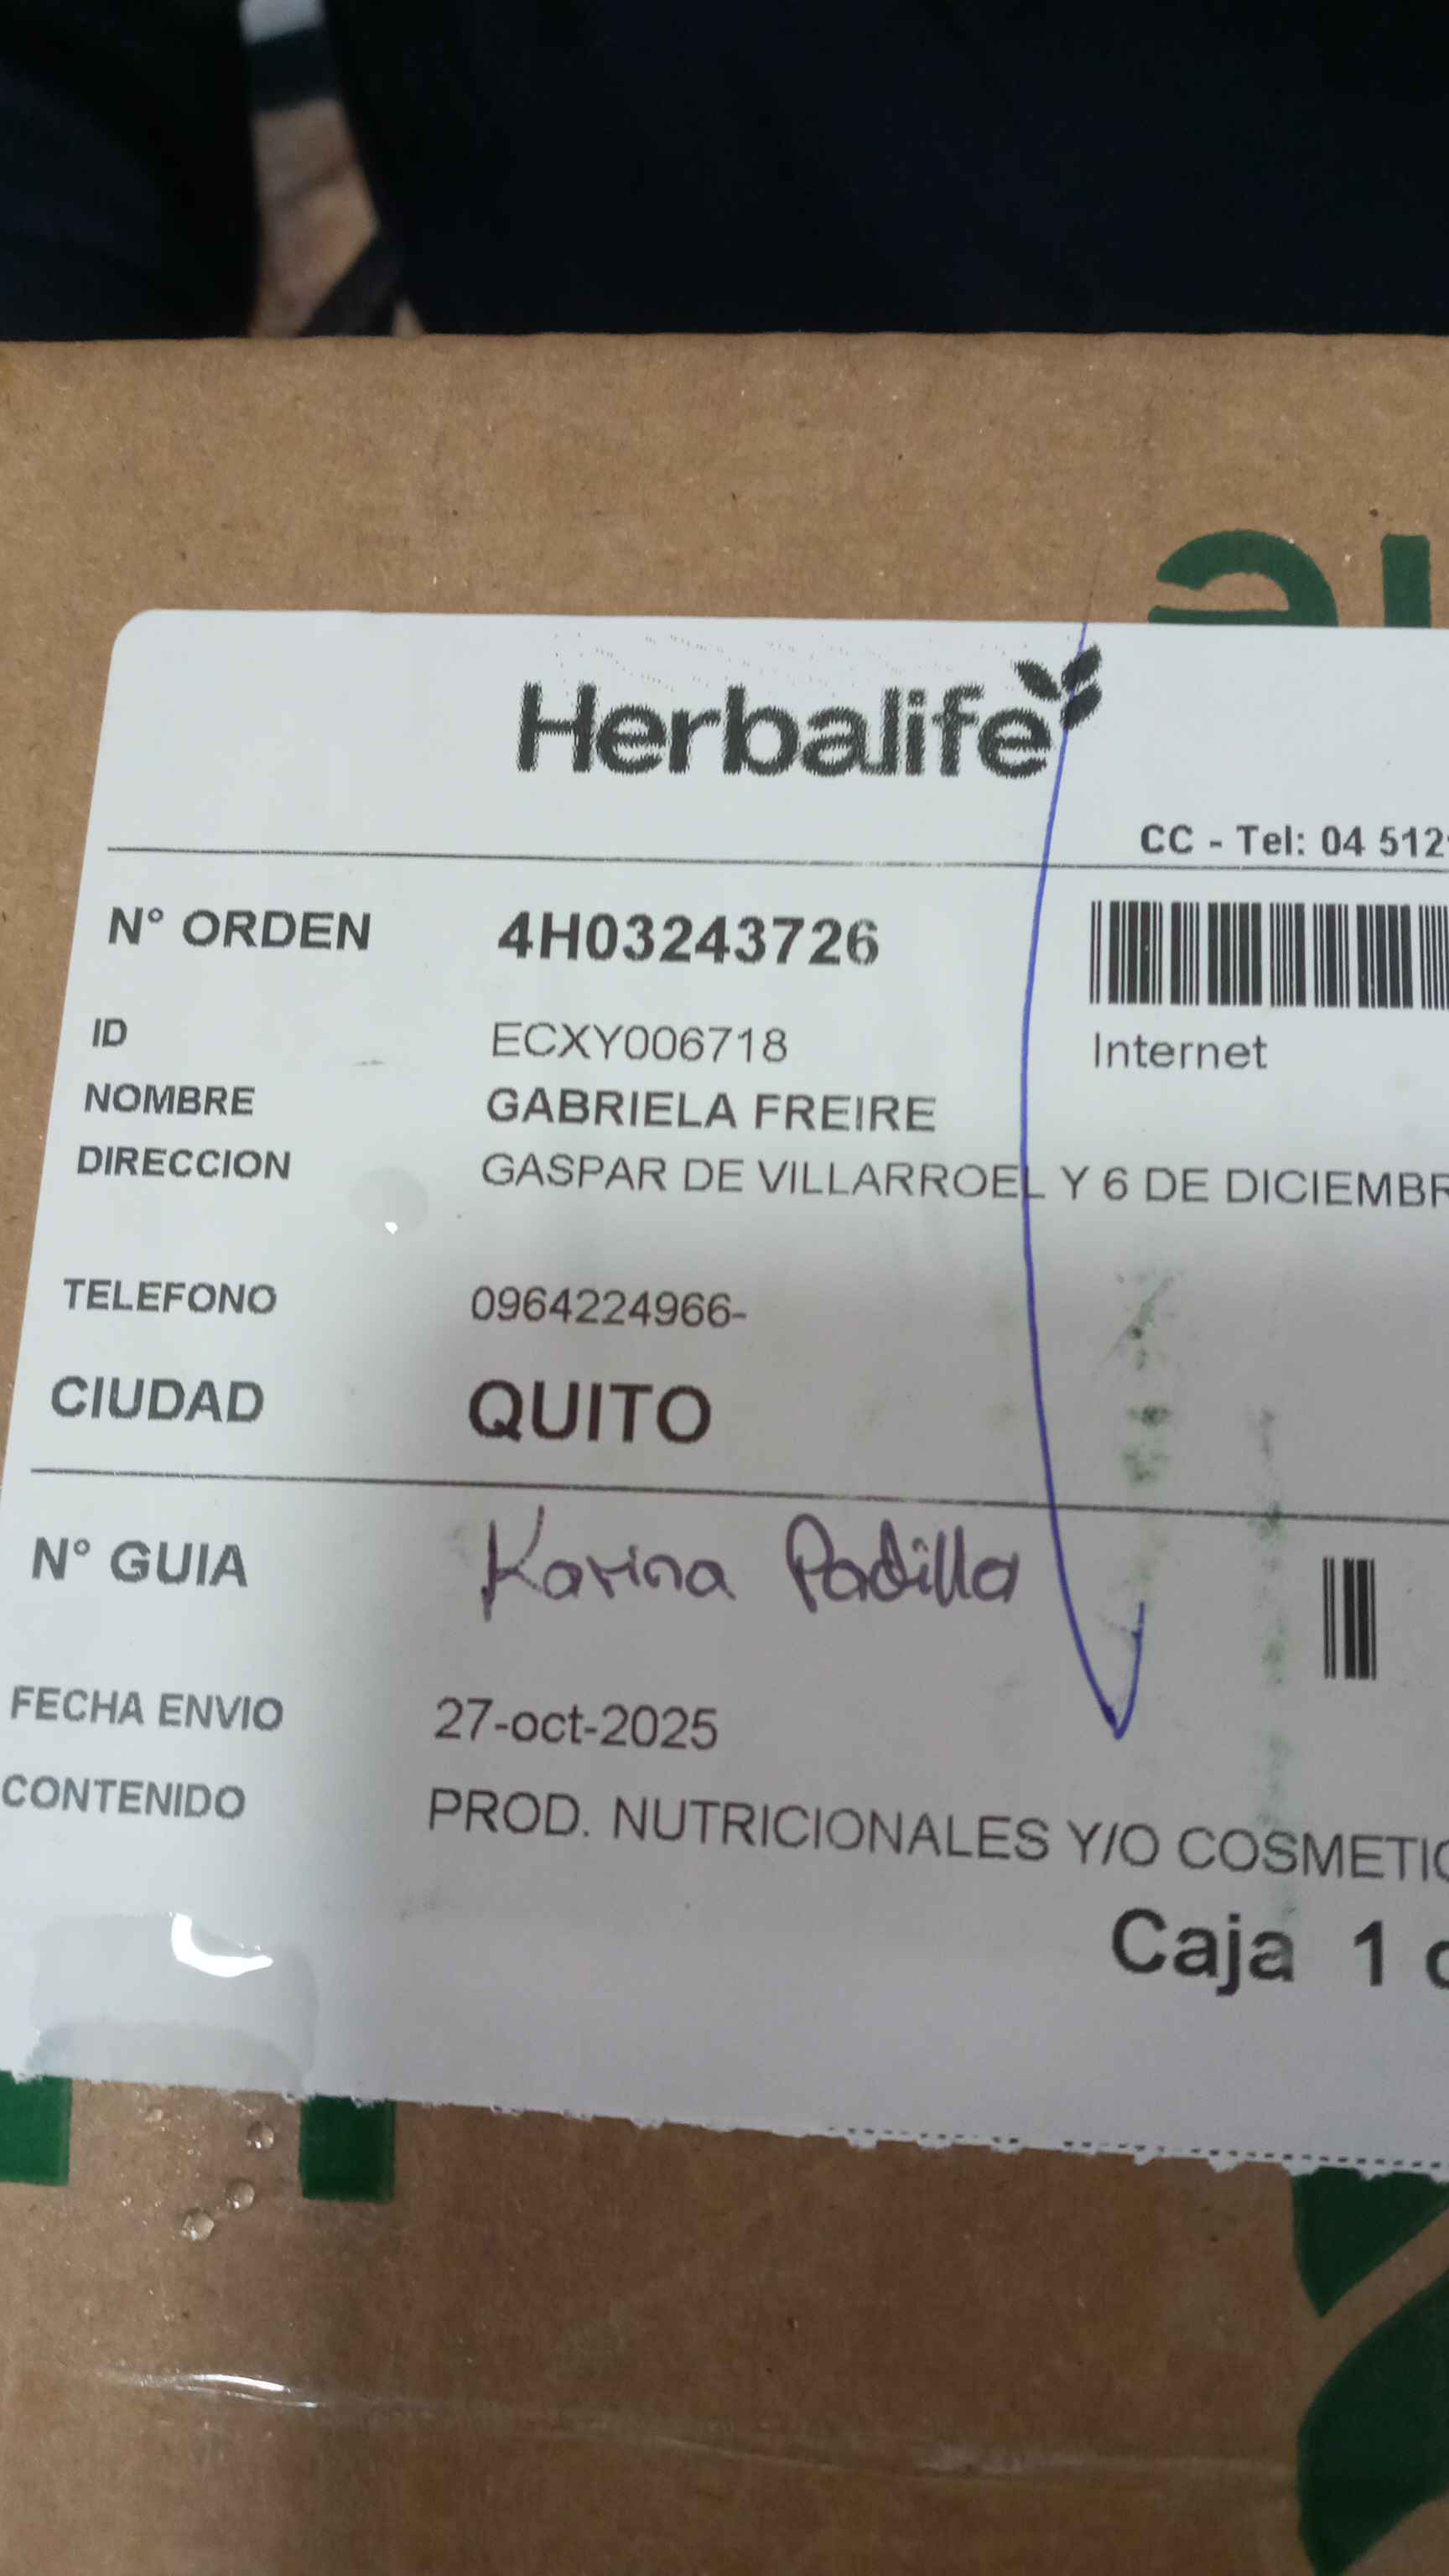 Herbalife
CC - Tel: 04 512
N° ORDEN 4H03243726
ID ECXY006718 Internet
NOMBRE GABRIELA FREIRE
DIRECCION GASPAR DE VILLARROEL Y 6 DE DICIEMBR
TELEFONO 0964224966-
CIUDAD QUITO
N° GUIA Karina Padilla
FECHA ENVIO 27-oct-2025
CONTENIDO PROD. NUTRICIONALES Y/O COSMETIC
Caja 1